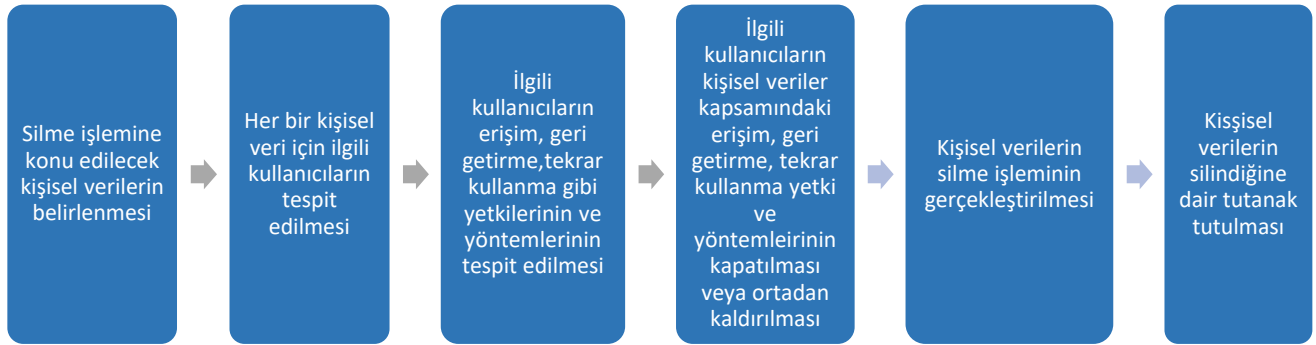 Silme işlemine
konu edilecek
kişisel verilerin
belirlenmesi
Her bir kişisel
veri için ilgili
kullanıcıların
tespit
edilmesi
İlgili
kullanıcıların
erişim, geri
getirme,tekrar
kullanma gibi
yetkilerinin ve
yöntemlerinin
tespit edilmesi
İlgili
kullanıcıların
kişisel veriler
kapsamındaki
erişim, geri
getirme, tekrar
kullanma yetki
ve
yöntemleirinin
kapatılması
veya ortadan
kaldırılması
Kişisel verilerin
silme işleminin
gerçekleştirilmesi
Kisşisel
verilerin
silindiğine
dair tutanak
tutulması